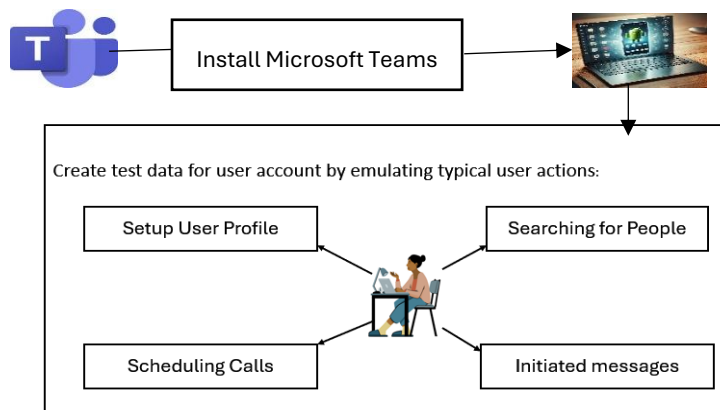 T
Install Microsoft Teams
Create test data for user account by emulating typical user actions:
Setup User Profile
Searching for People
Scheduling Calls
Initiated messages